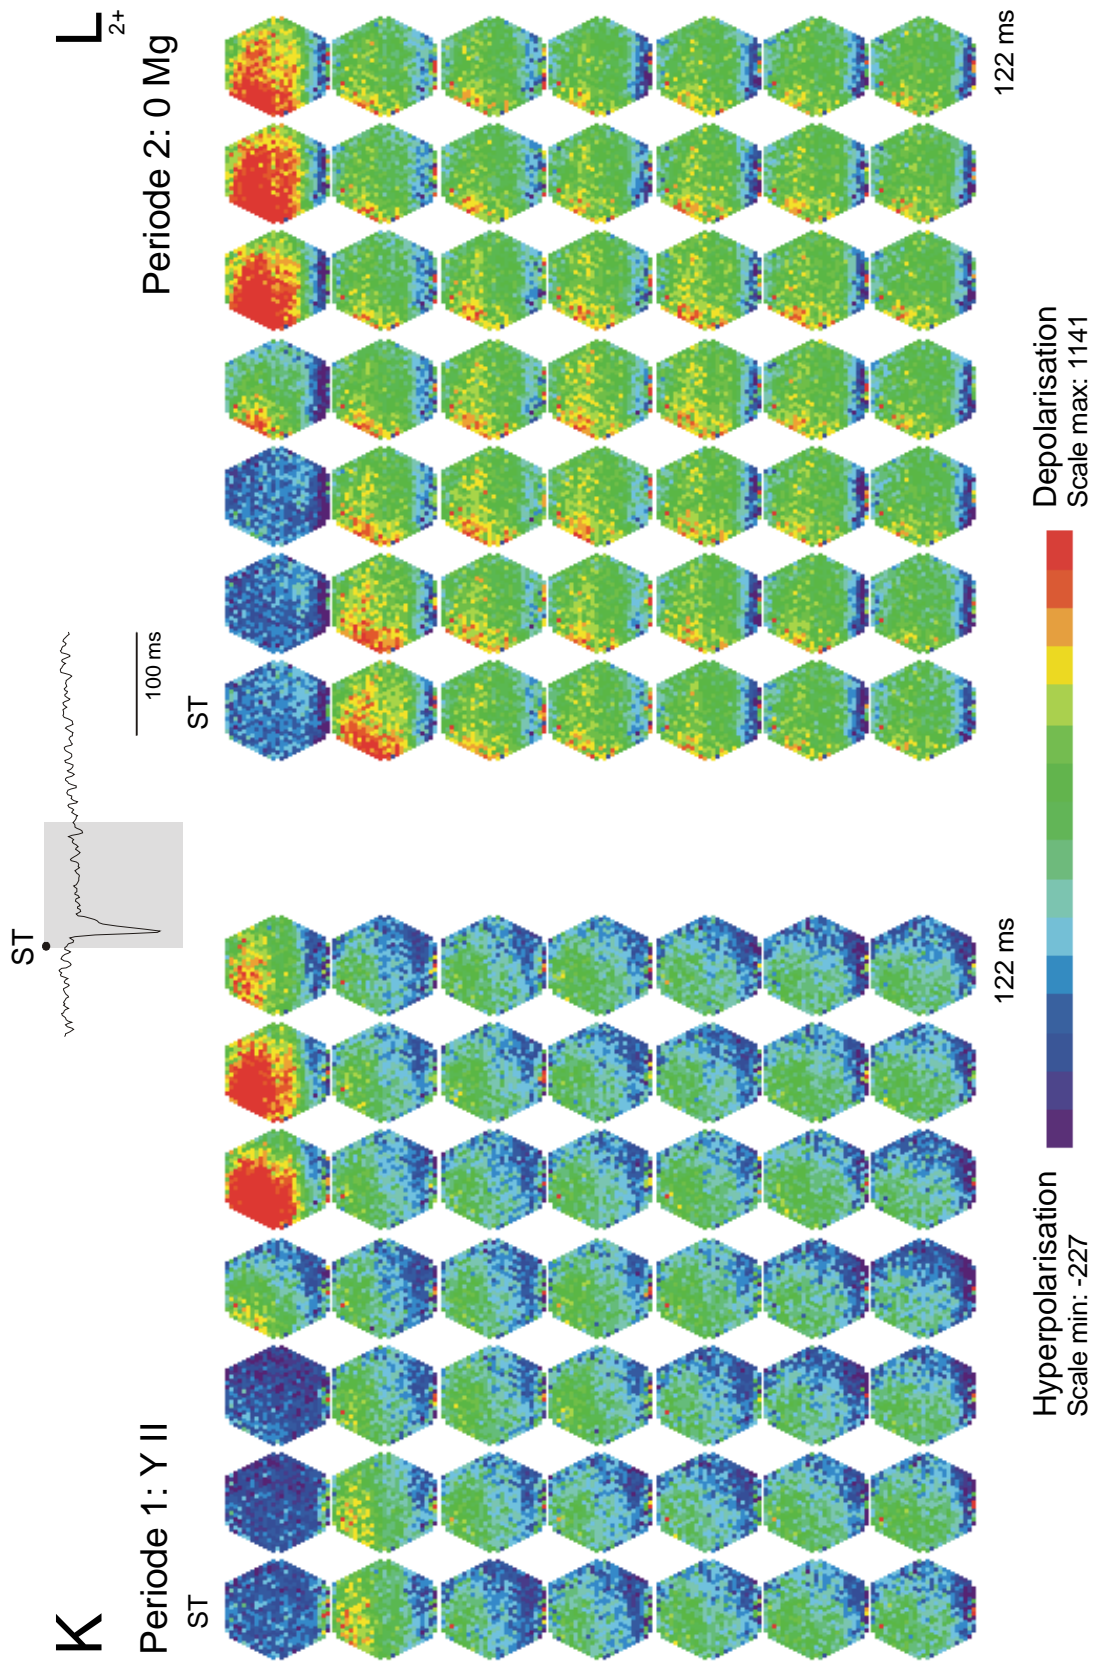 K
Periode 1: Y II
ST
122 ms
ST
100 ms
L
Periode 2: 0 Mg2+
ST
122 ms
Hyperpolarisation
Scale min: -227
Depolarisation
Scale max: 1141